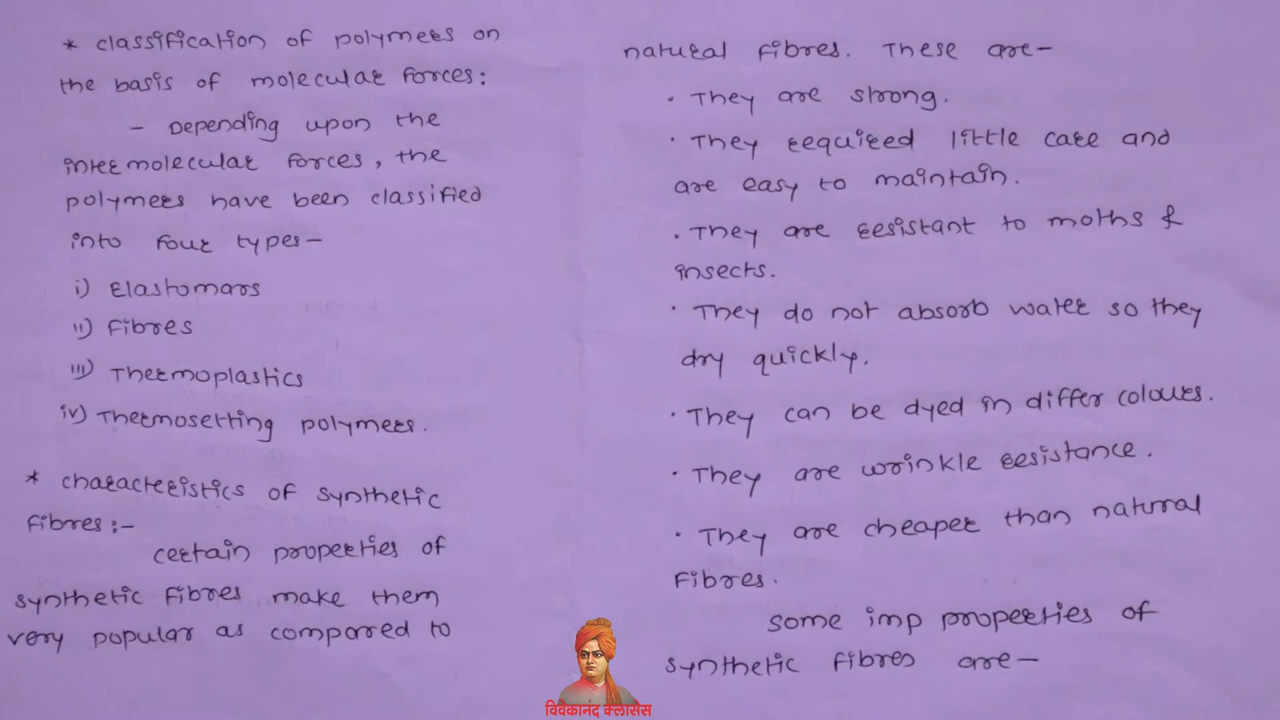 * classification of polymers on
the basis of molecular forces:
- Depending upon the
intermolecular forces, the
polymers have been classified
into four types-
i) Elastomars
ii) Fibres
iii) Thermoplastics
iv) Thermosetting polymers.
* characteristics of synthetic
fibres:-
certain properties of
synthetic fibres make them
very popular as compared to
natural fibres. These are-
· They are strong.
· They required little care and
are easy to maintain.
· They are resistant to moths &
insects.
· They do not absorb water so they
dry quickly.
· They can be dyed in differ colours.
· They are wrinkle resistance.
· They are cheaper than natural
fibres.
some imp properties of
synthetic fibres are-
विवेकानंद क्लासेस